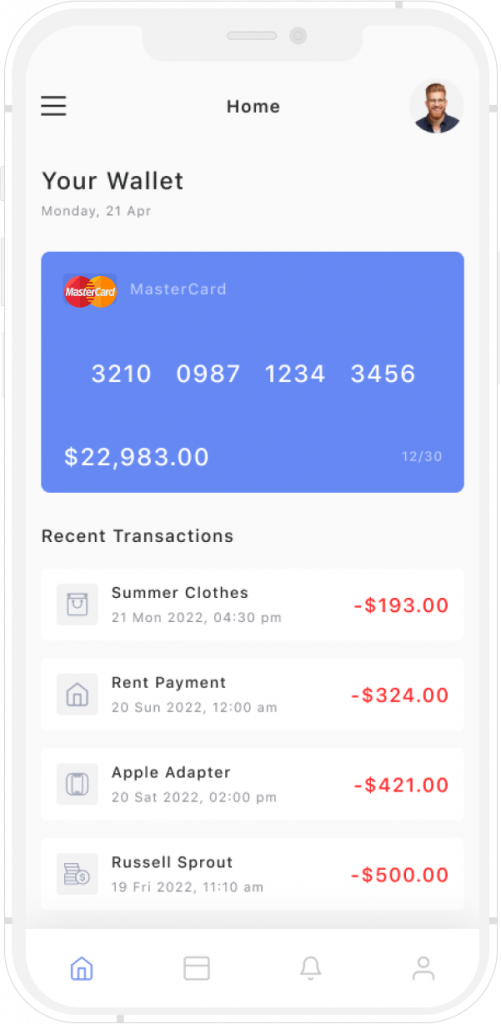 Home
Your Wallet
Monday, 21 Apr
MasterCard MasterCard
3210 0987 1234 3456
$22,983.00 12/30
Recent Transactions
Summer Clothes
21 Mon 2022, 04:30 pm
-$193.00
Rent Payment
20 Sun 2022, 12:00 am
-$324.00
Apple Adapter
20 Sat 2022, 02:00 pm
-$421.00
Russell Sprout
19 Fri 2022, 11:10 am
-$500.00